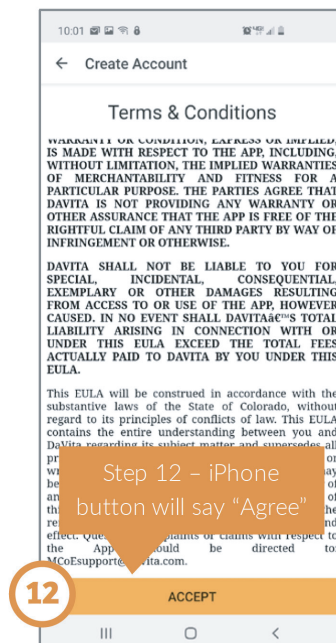 10:01
Create Account
Terms & Conditions
WARRANTY OR CONDITION, EXPRESS OR IMPLIED,
IS MADE WITH RESPECT TO THE APP, INCLUDING,
WITHOUT LIMITATION, THE IMPLIED WARRANTIES
OF MERCHANTABILITY AND FITNESS FOR A
PARTICULAR PURPOSE. THE PARTIES AGREE THAT
DAVITA IS NOT PROVIDING ANY WARRANTY OR
OTHER ASSURANCE THAT THE APP IS FREE OF THE
RIGHTFUL CLAIM OF ANY THIRD PARTY BY WAY OF
INFRINGEMENT OR OTHERWISE.
DAVITA SHALL NOT BE LIABLE TO YOU FOR
SPECIAL, INCIDENTAL, CONSEQUENTIAL,
EXEMPLARY OR OTHER DAMAGES RESULTING
FROM ACCESS TO OR USE OF THE APP, HOWEVER
CAUSED. IN NO EVENT SHALL DAVITAâ€™S TOTAL
LIABILITY ARISING IN CONNECTION WITH OR
UNDER THIS EULA EXCEED THE TOTAL FEES
ACTUALLY PAID TO DAVITA BY YOU UNDER THIS
EULA.
This EULA will be construed in accordance with the
substantive laws of the State of Colorado, without
regard to its principles of conflicts of law. This EULA
contains the entire understanding between you and
DaVita regarding its subject matter and supersedes all
Step 12 – iPhone
button will say “Agree”
effect. or claims with respect to
the be directed to
12
ACCEPT